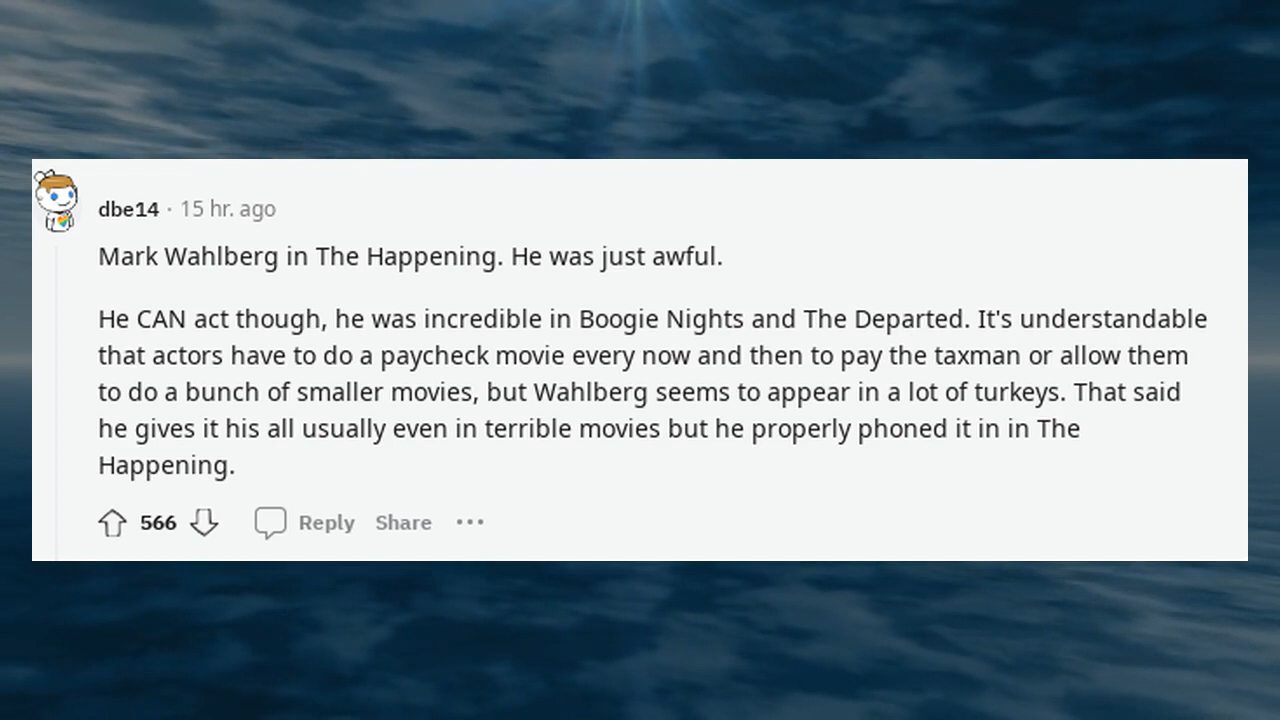 dbe14 · 15 hr. ago
Mark Wahlberg in The Happening. He was just awful.
He CAN act though, he was incredible in Boogie Nights and The Departed. It's understandable
that actors have to do a paycheck movie every now and then to pay the taxman or allow them
to do a bunch of smaller movies, but Wahlberg seems to appear in a lot of turkeys. That said
he gives it his all usually even in terrible movies but he properly phoned it in in The
Happening.
566 Reply Share •••